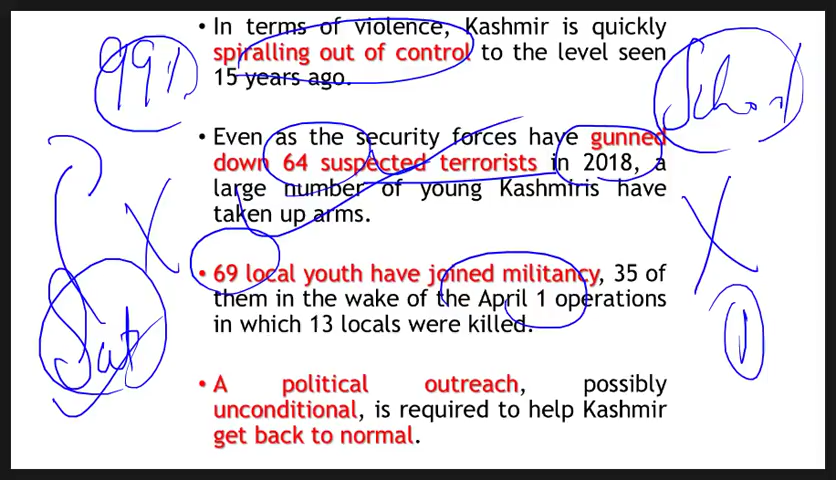 • In terms of violence, Kashmir is quickly
spiralling out of control to the level seen
15 years ago.
99%
School
• Even as the security forces have gunned
down 64 suspected terrorists in 2018, a
large number of young Kashmiris have
taken up arms.
• 69 local youth have joined militancy, 35 of
them in the wake of the April 1 operations
in which 13 locals were killed.
• A political outreach, possibly
unconditional, is required to help Kashmir
get back to normal.